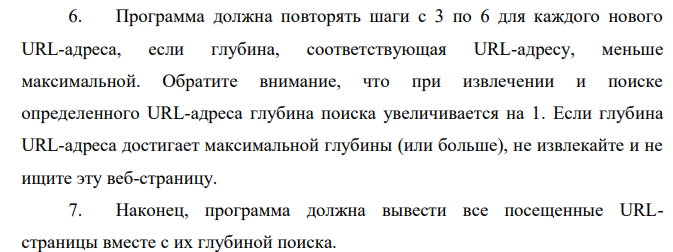 6. Программа должна повторять шаги с 3 по 6 для каждого нового
URL-адреса, если глубина, соответствующая URL-адресу, меньше
максимальной. Обратите внимание, что при извлечении и поиске
определенного URL-адреса глубина поиска увеличивается на 1. Если глубина
URL-адреса достигает максимальной глубины (или больше), не извлекайте и не
ищите эту веб-страницу.
7. Наконец, программа должна вывести все посещенные URL-
страницы вместе с их глубиной поиска.